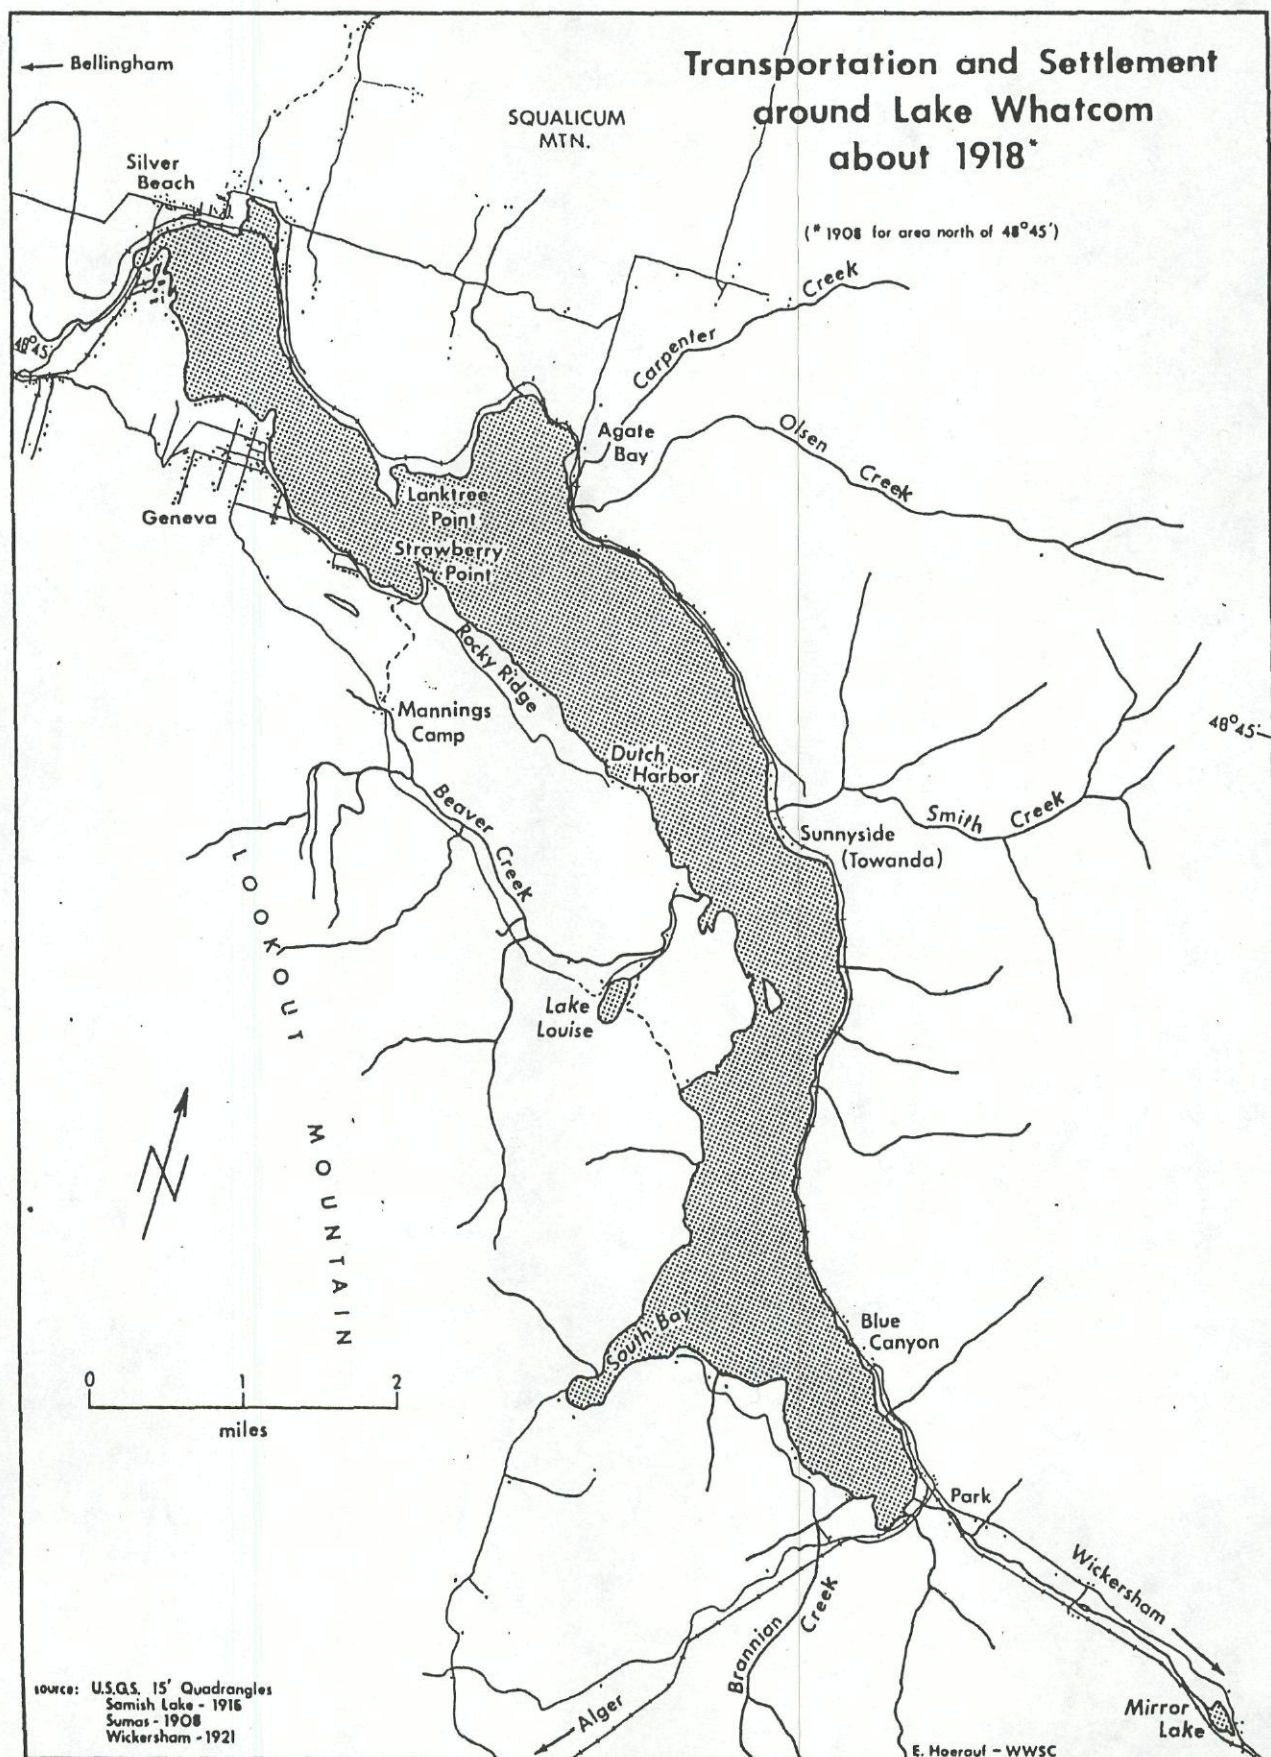 Transportation and Settlement
around Lake Whatcom
about 1918*
(* 1908 for area north of 48°45')
Bellingham
SQUALICUM
MTN.
Silver
Beach
48°45'
Carpenter Creek
Agate
Bay
Olsen Creek
Lanktree
Point
Geneva
Strawberry
Point
Rocky Ridge
Mannings
Camp
48°45'
Dutch
Harbor
Beaver Creek
Smith Creek
Sunnyside
(Towanda)
LOOKOUT MOUNTAIN
Lake
Louise
N
South Bay
Blue
Canyon
0 1 2
miles
Park
Wickersham
Brannian Creek
Alger
Mirror
Lake
source: U.S.G.S. 15' Quadrangles
Samish Lake - 1916
Sumas - 1908
Wickersham - 1921
E. Hoerauf - WWSC